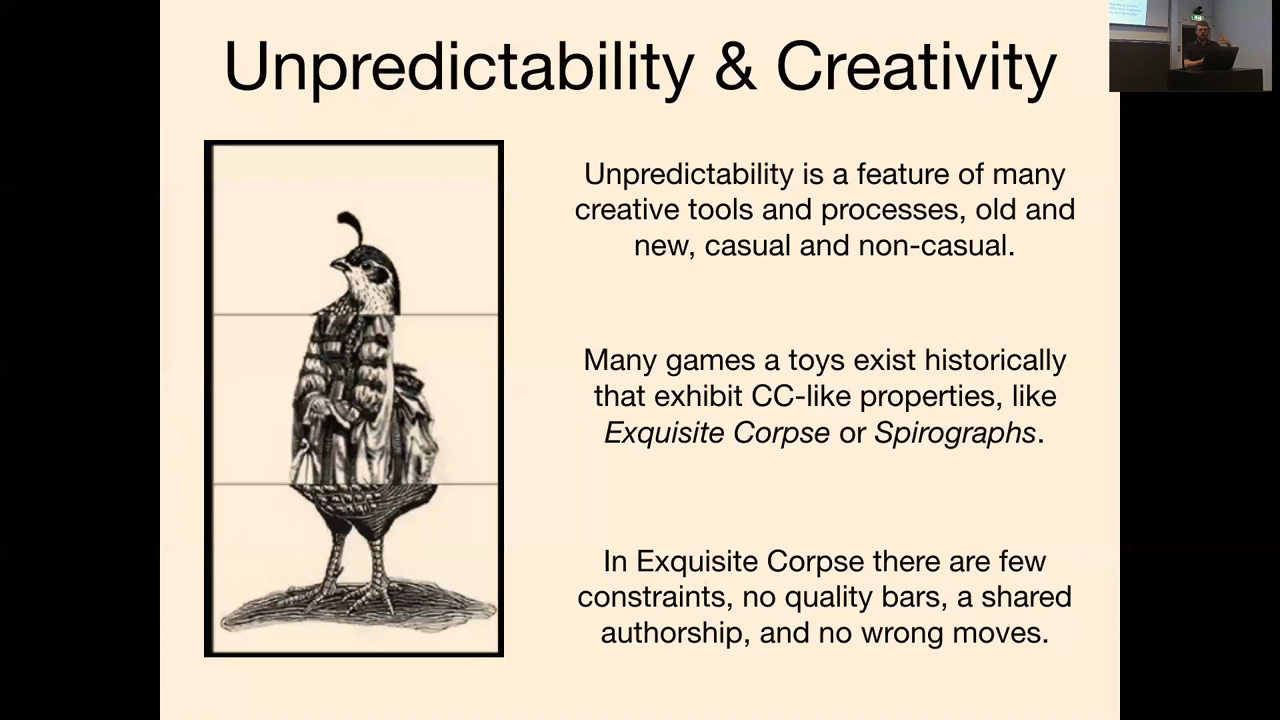 Unpredictability & Creativity
Unpredictability is a feature of many
creative tools and processes, old and
new, casual and non-casual.
Many games a toys exist historically
that exhibit CC-like properties, like
Exquisite Corpse or Spirographs.
In Exquisite Corpse there are few
constraints, no quality bars, a shared
authorship, and no wrong moves.